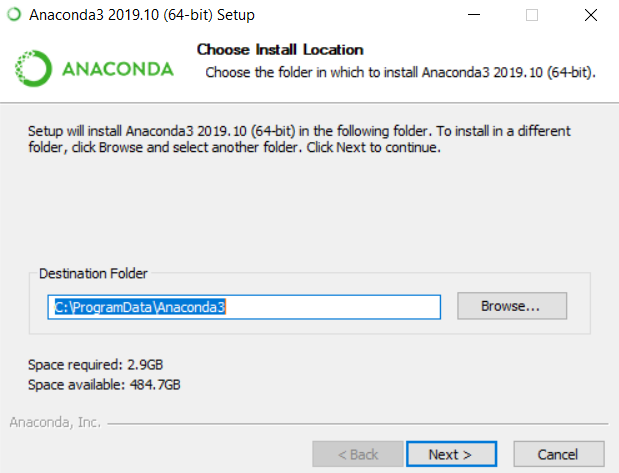 Anaconda3 2019.10 (64-bit) Setup
ANACONDA
Choose Install Location
Choose the folder in which to install Anaconda3 2019.10 (64-bit).
Setup will install Anaconda3 2019.10 (64-bit) in the following folder. To install in a different
folder, click Browse and select another folder. Click Next to continue.
Destination Folder
C:\ProgramData\Anaconda3
Browse...
Space required: 2.9GB
Space available: 484.7GB
Anaconda, Inc.
< Back
Next >
Cancel